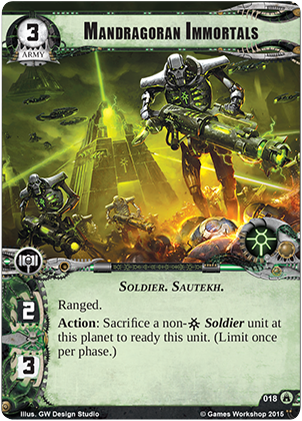 3
MANDRAGORAN IMMORTALS
ARMY
SOLDIER. SAUTEKH.
2
Ranged.
Action: Sacrifice a non- Soldier unit at
this planet to ready this unit. (Limit once
per phase.)
3
018
Illus. GW Design Studio
© Games Workshop 2015